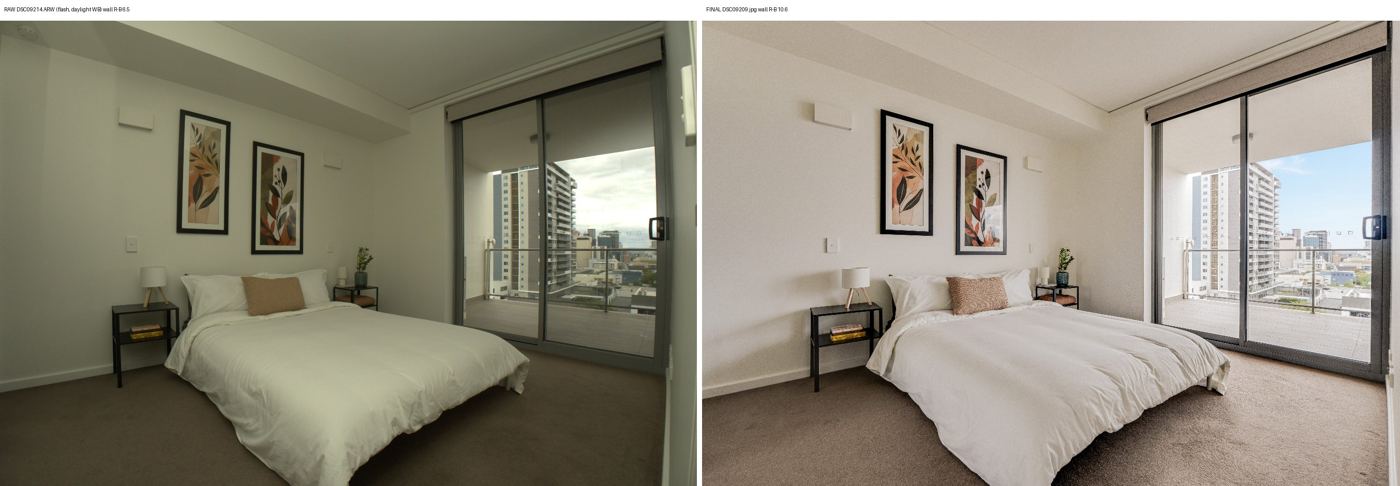 RAW DSC09214.ARW (flash, daylight WB) wall R-B 6.5
FINAL DSC09209.jpg wall R-B 10.6